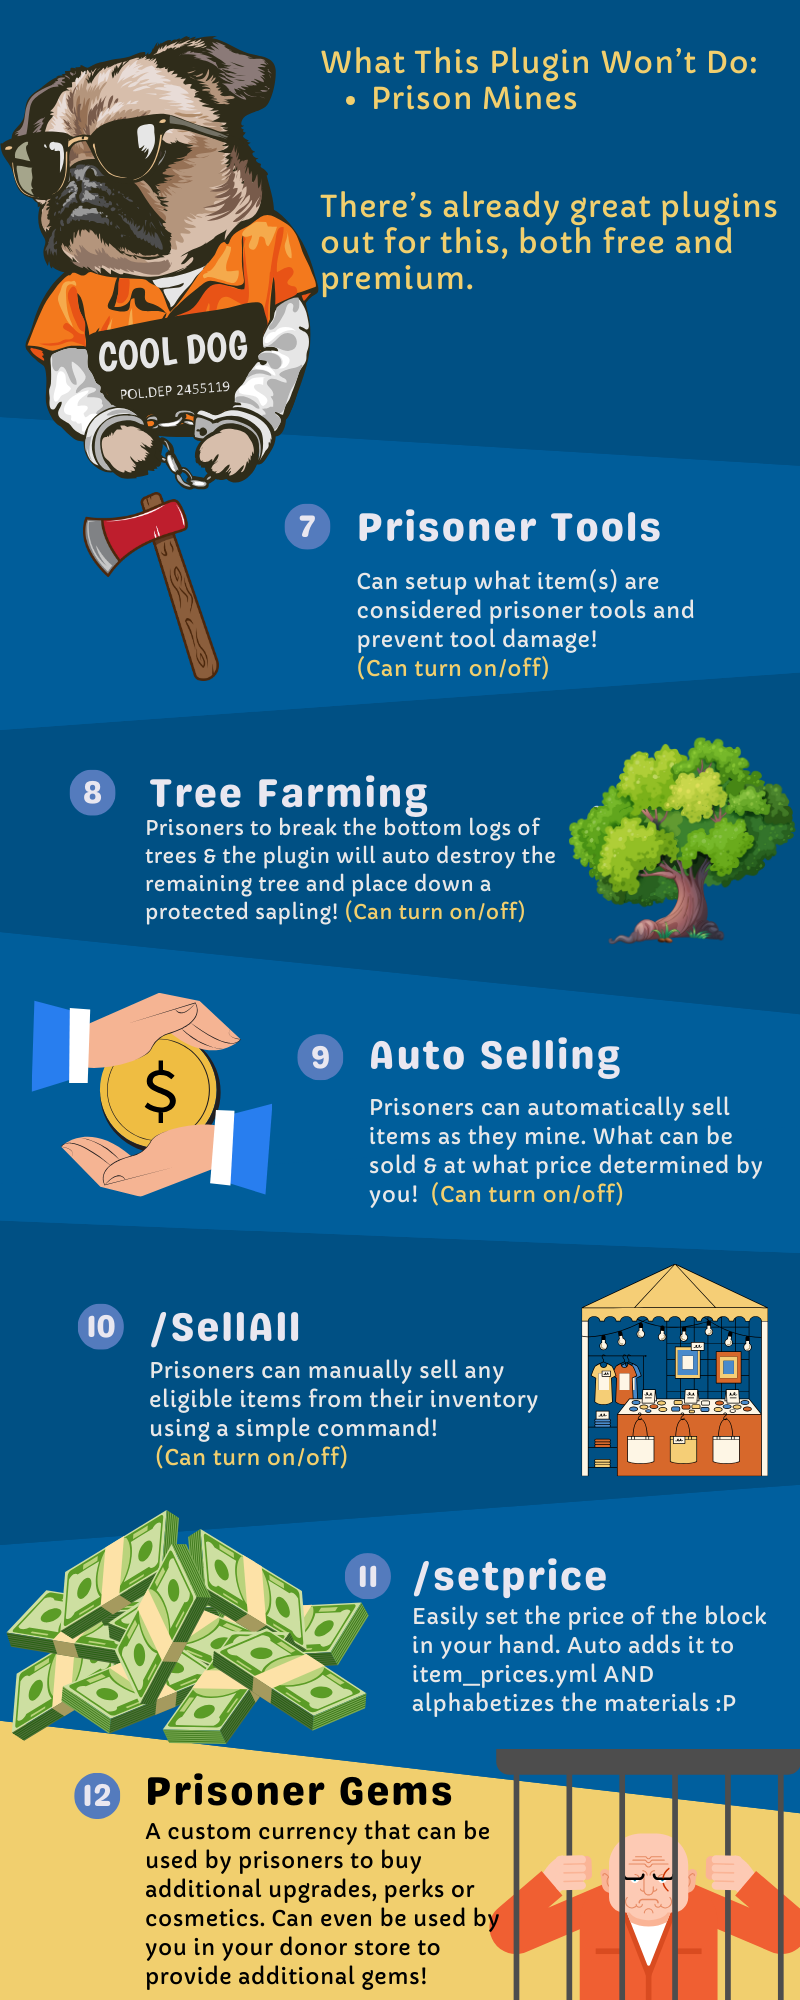 What This Plugin Won't Do:
• Prison Mines
There's already great plugins
out for this, both free and
premium.
COOL DOG
POL.DEP 2455119
7 Prisoner Tools
Can setup what item(s) are
considered prisoner tools and
prevent tool damage!
(Can turn on/off)
8 Tree Farming
Prisoners to break the bottom logs of
trees & the plugin will auto destroy the
remaining tree and place down a
protected sapling! (Can turn on/off)
$
9 Auto Selling
Prisoners can automatically sell
items as they mine. What can be
sold & at what price determined by
you! (Can turn on/off)
10 /SellAll
Prisoners can manually sell any
eligible items from their inventory
using a simple command!
(Can turn on/off)
11 /setprice
Easily set the price of the block
in your hand. Auto adds it to
item_prices.yml AND
alphabetizes the materials :P
12 Prisoner Gems
A custom currency that can be
used by prisoners to buy
additional upgrades, perks or
cosmetics. Can even be used by
you in your donor store to
provide additional gems!